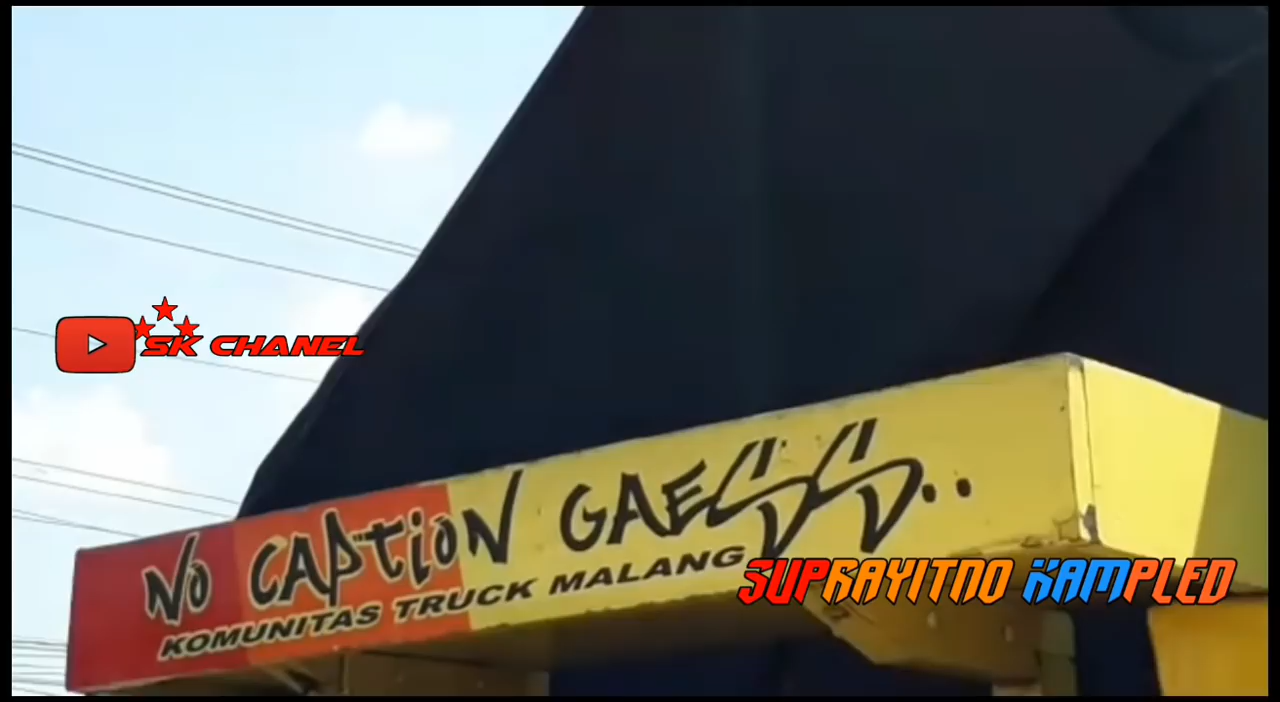 SK CHANEL
NO CAPTION GAESS..
KOMUNITAS TRUCK MALANG
SUPRAYITNO KAMPLED